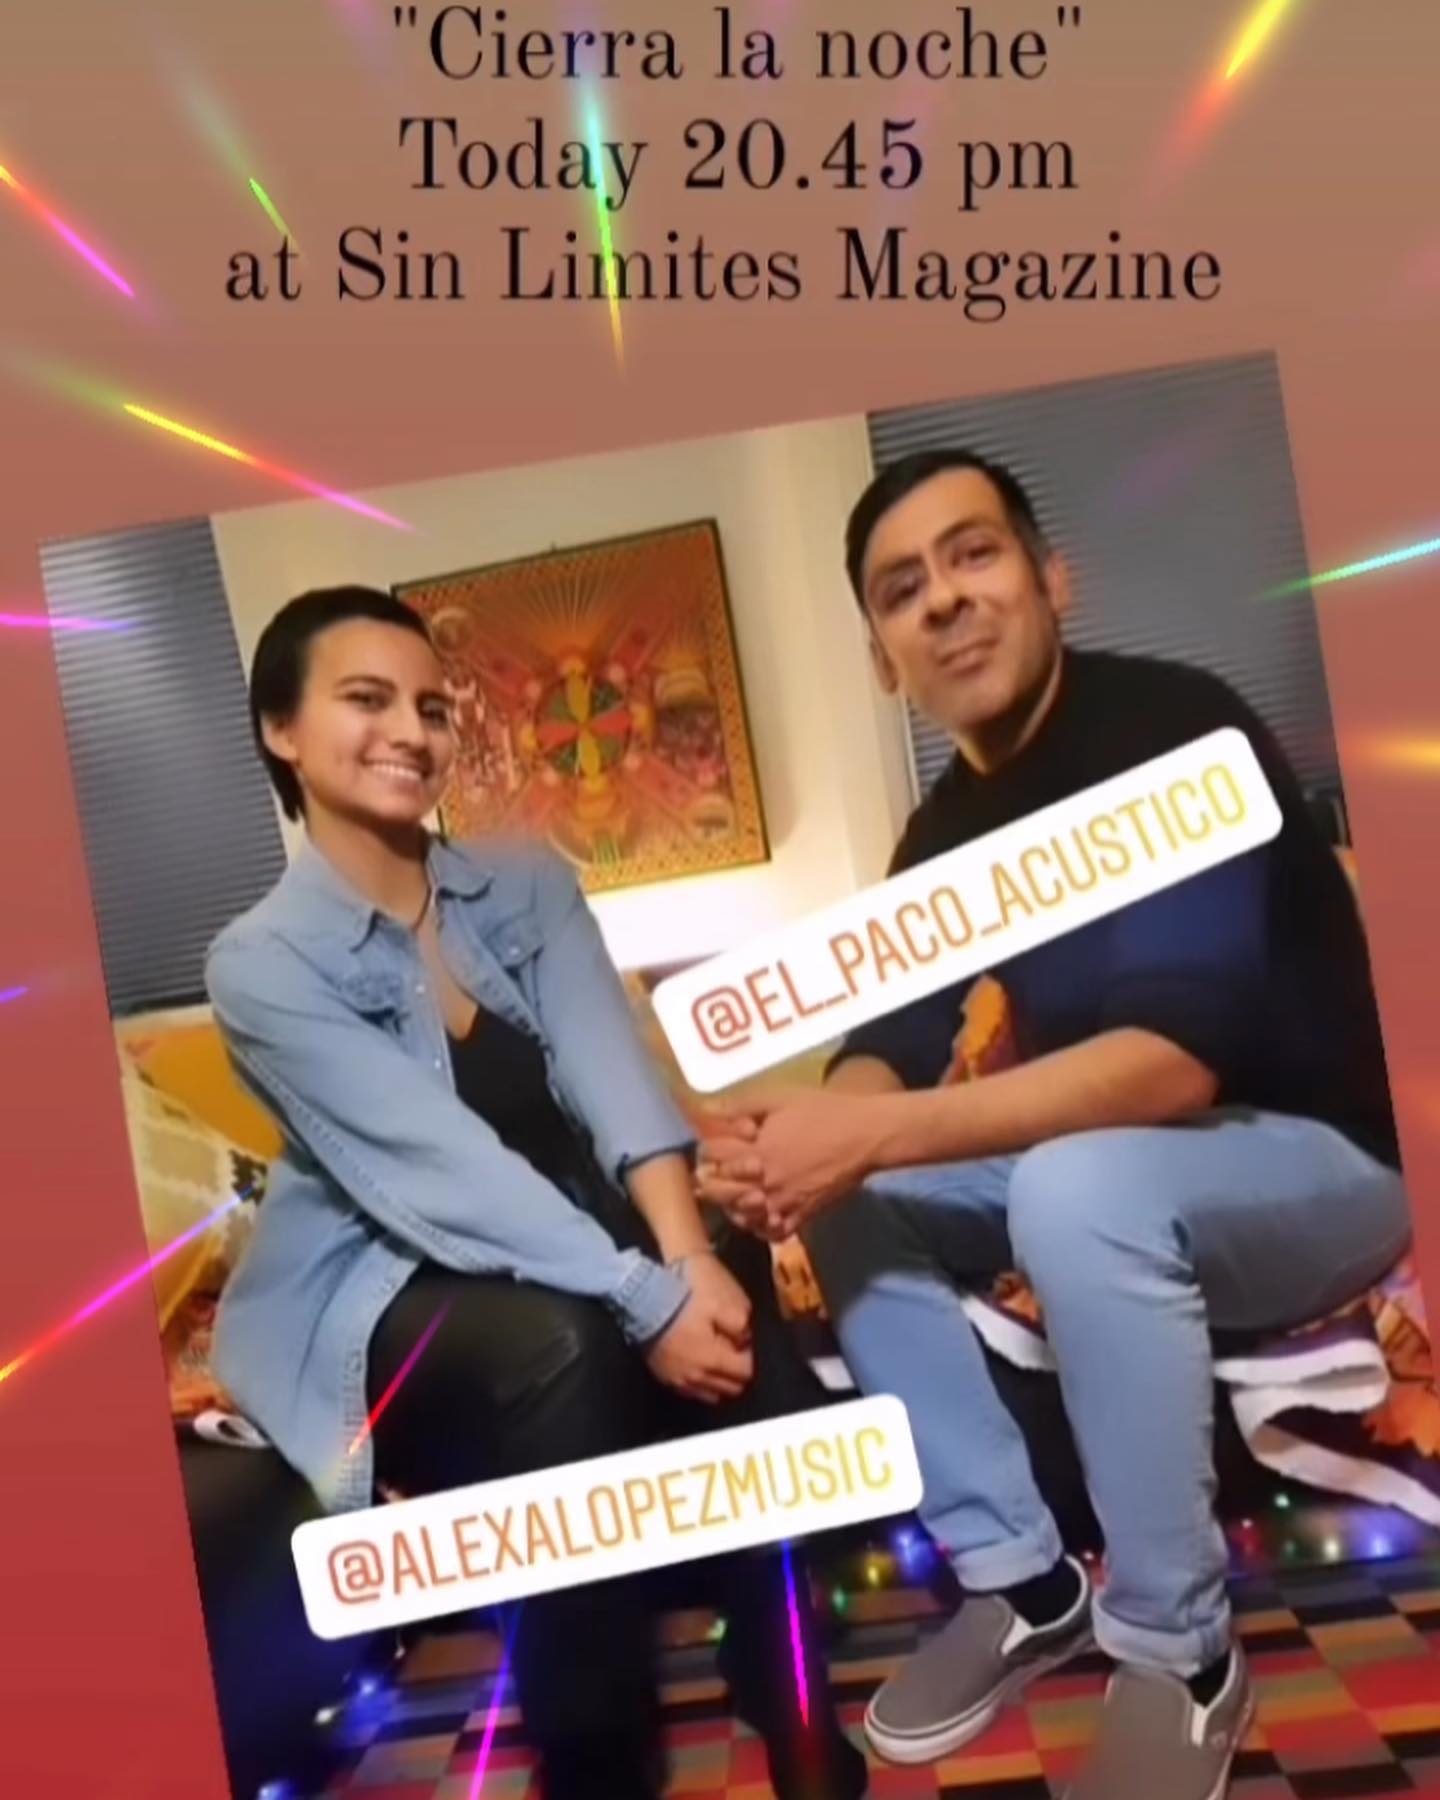 "Cierra la noche"
Today 20.45 pm
at Sin Limites Magazine
@EL_PACO_ACUSTICO
@ALEXALOPEZMUSIC